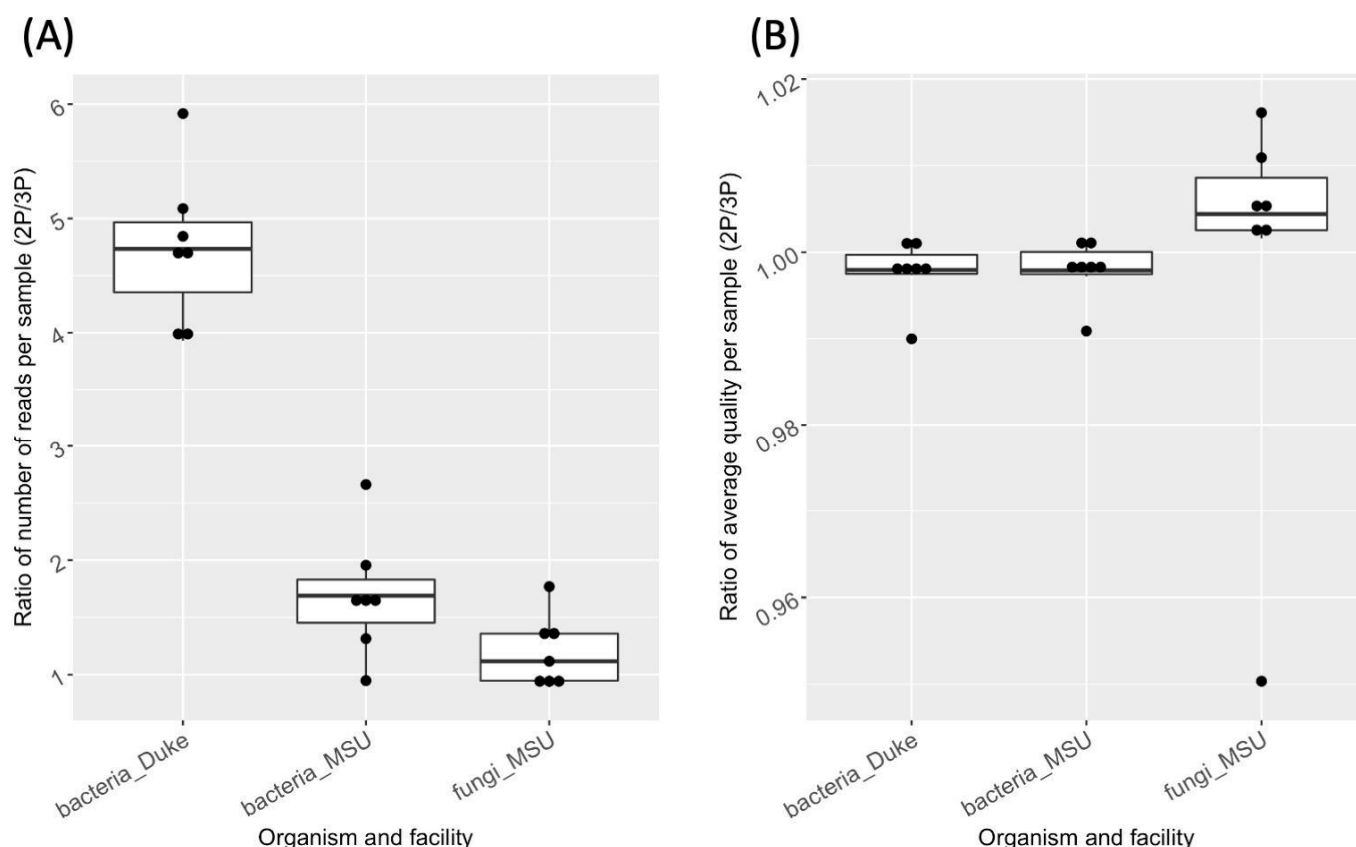 (A)
Ratio of number of reads per sample (2P/3P)
6
5
4
3
2
1
bacteria_Duke
bacteria_MSU
fungi_MSU
Organism and facility
(B)
Ratio of average quality per sample (2P/3P)
1.02
1.00
0.98
0.96
bacteria_Duke
bacteria_MSU
fungi_MSU
Organism and facility